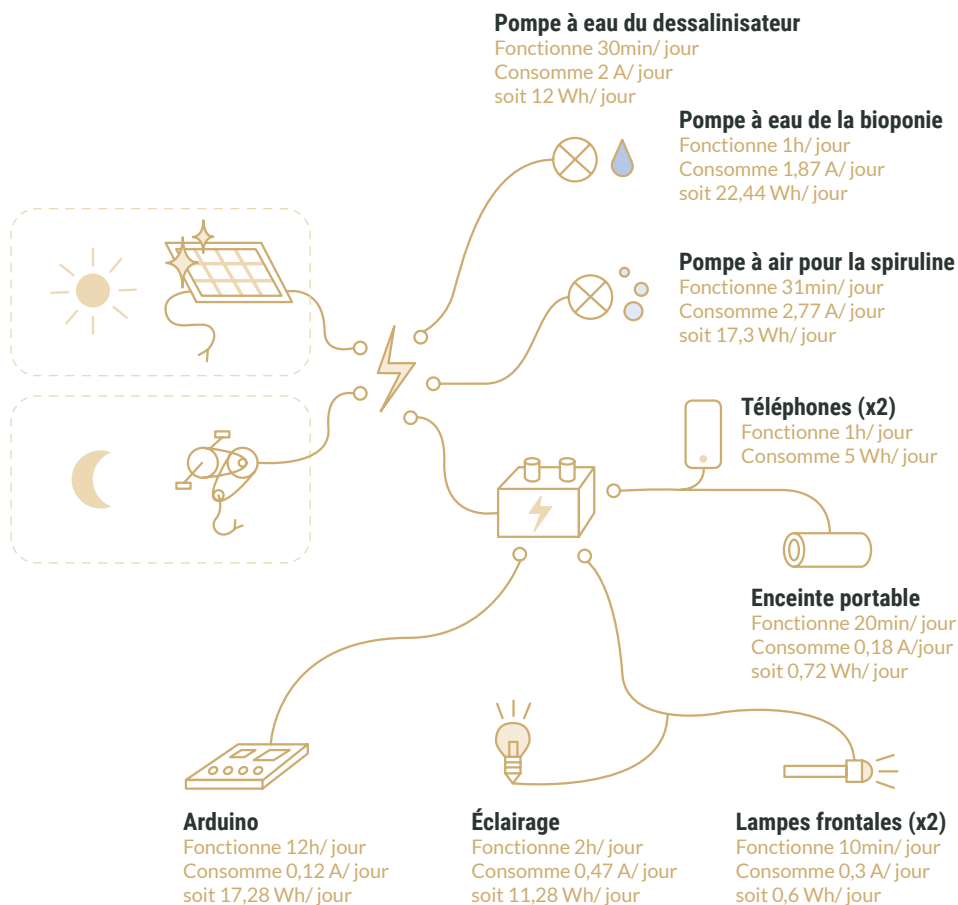 Pompe à eau du dessalinisateur
Fonctionne 30min/ jour
Consomme 2 A/ jour
soit 12 Wh/ jour
Pompe à eau de la bioponie
Fonctionne 1h/ jour
Consomme 1,87 A/ jour
soit 22,44 Wh/ jour
Pompe à air pour la spiruline
Fonctionne 31min/ jour
Consomme 2,77 A/ jour
soit 17,3 Wh/ jour
Téléphones (x2)
Fonctionne 1h/ jour
Consomme 5 Wh/ jour
Enceinte portable
Fonctionne 20min/ jour
Consomme 0,18 A/jour
soit 0,72 Wh/ jour
Arduino
Fonctionne 12h/ jour
Consomme 0,12 A/ jour
soit 17,28 Wh/ jour
Éclairage
Fonctionne 2h/ jour
Consomme 0,47 A/ jour
soit 11,28 Wh/ jour
Lampes frontales (x2)
Fonctionne 10min/ jour
Consomme 0,3 A/ jour
soit 0,6 Wh/ jour